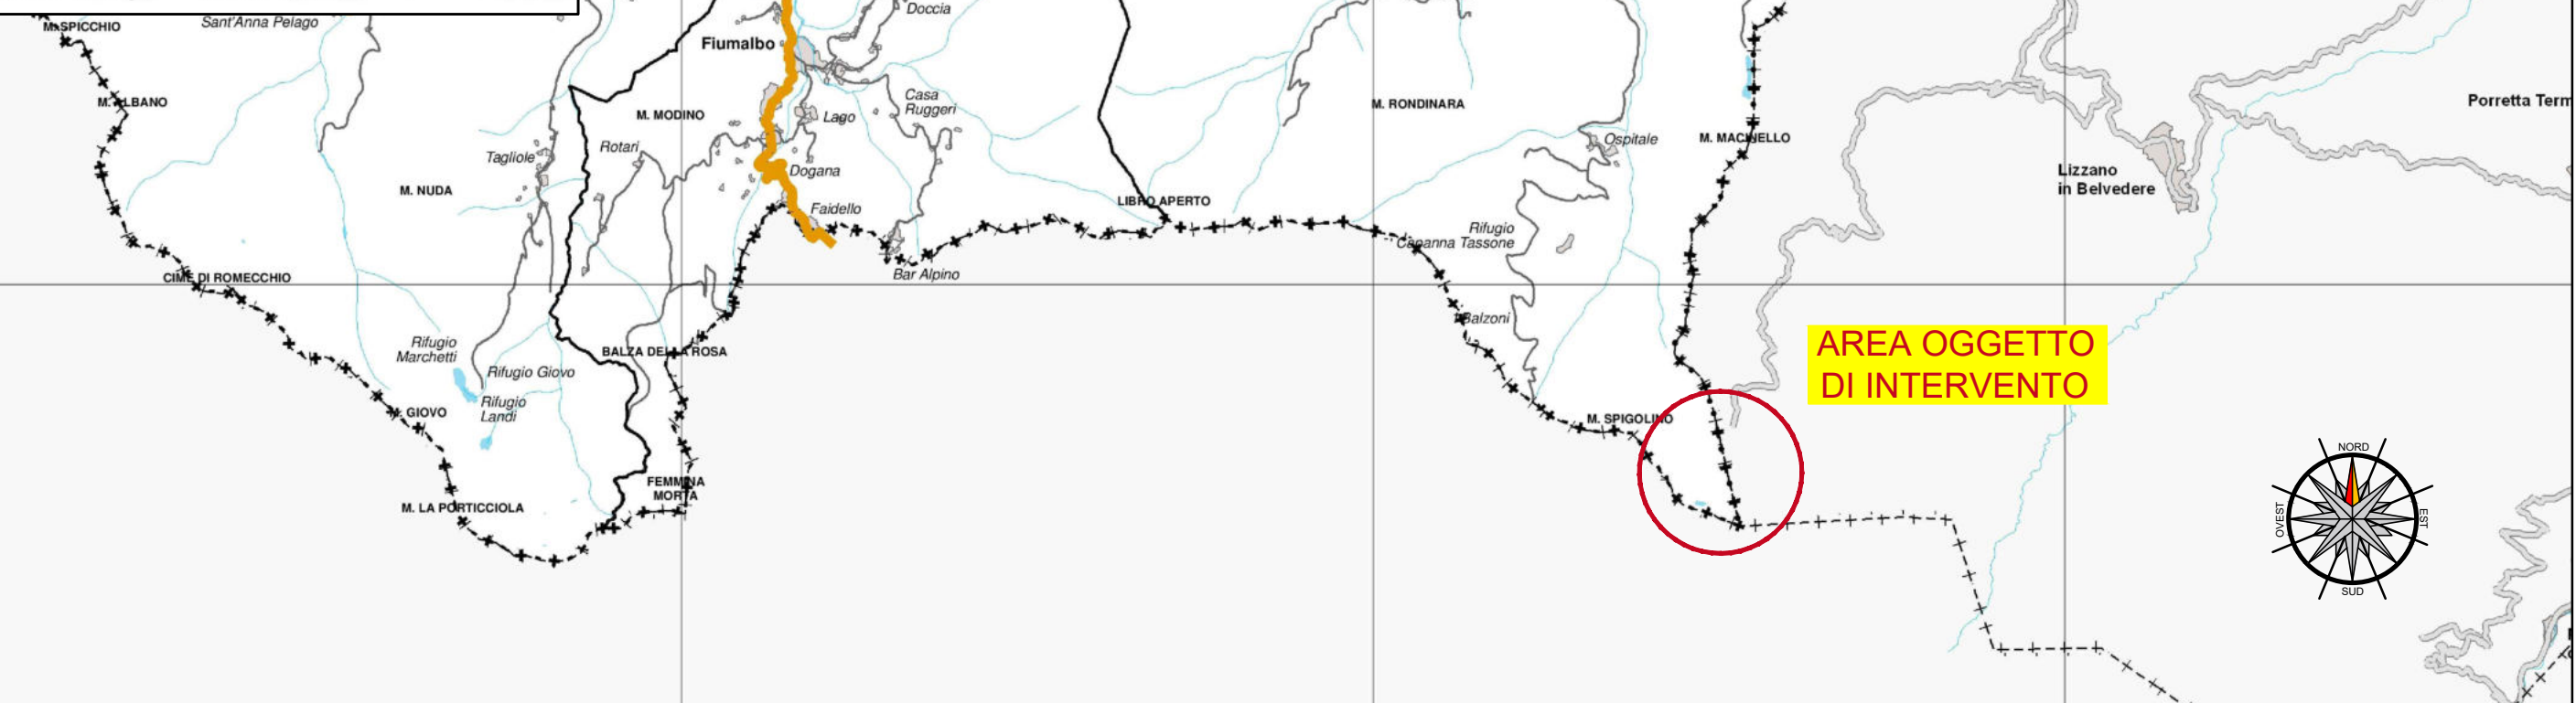 Sant'Anna Pelago
Doccia
M. SPICCHIO
Fiumalbo
M. ALBANO
M. MODINO
Casa
Ruggeri
Lago
M. RONDINARA
Porretta Term
Rotari
Tagliole
Ospitale
M. MACINELLO
Dogana
Lizzano
in Belvedere
M. NUDA
LIBRO APERTO
Faidello
Rifugio
Capanna Tassone
Bar Alpino
CIME DI ROMECCHIO
Balzoni
Rifugio
Marchetti
BALZA DELLA ROSA
AREA OGGETTO
DI INTERVENTO
Rifugio Giovo
Rifugio
Landi
M. GIOVO
M. SPIGOLINO
FEMMINA
MORTA
M. LA PORTICCIOLA
NORD
OVEST
EST
SUD